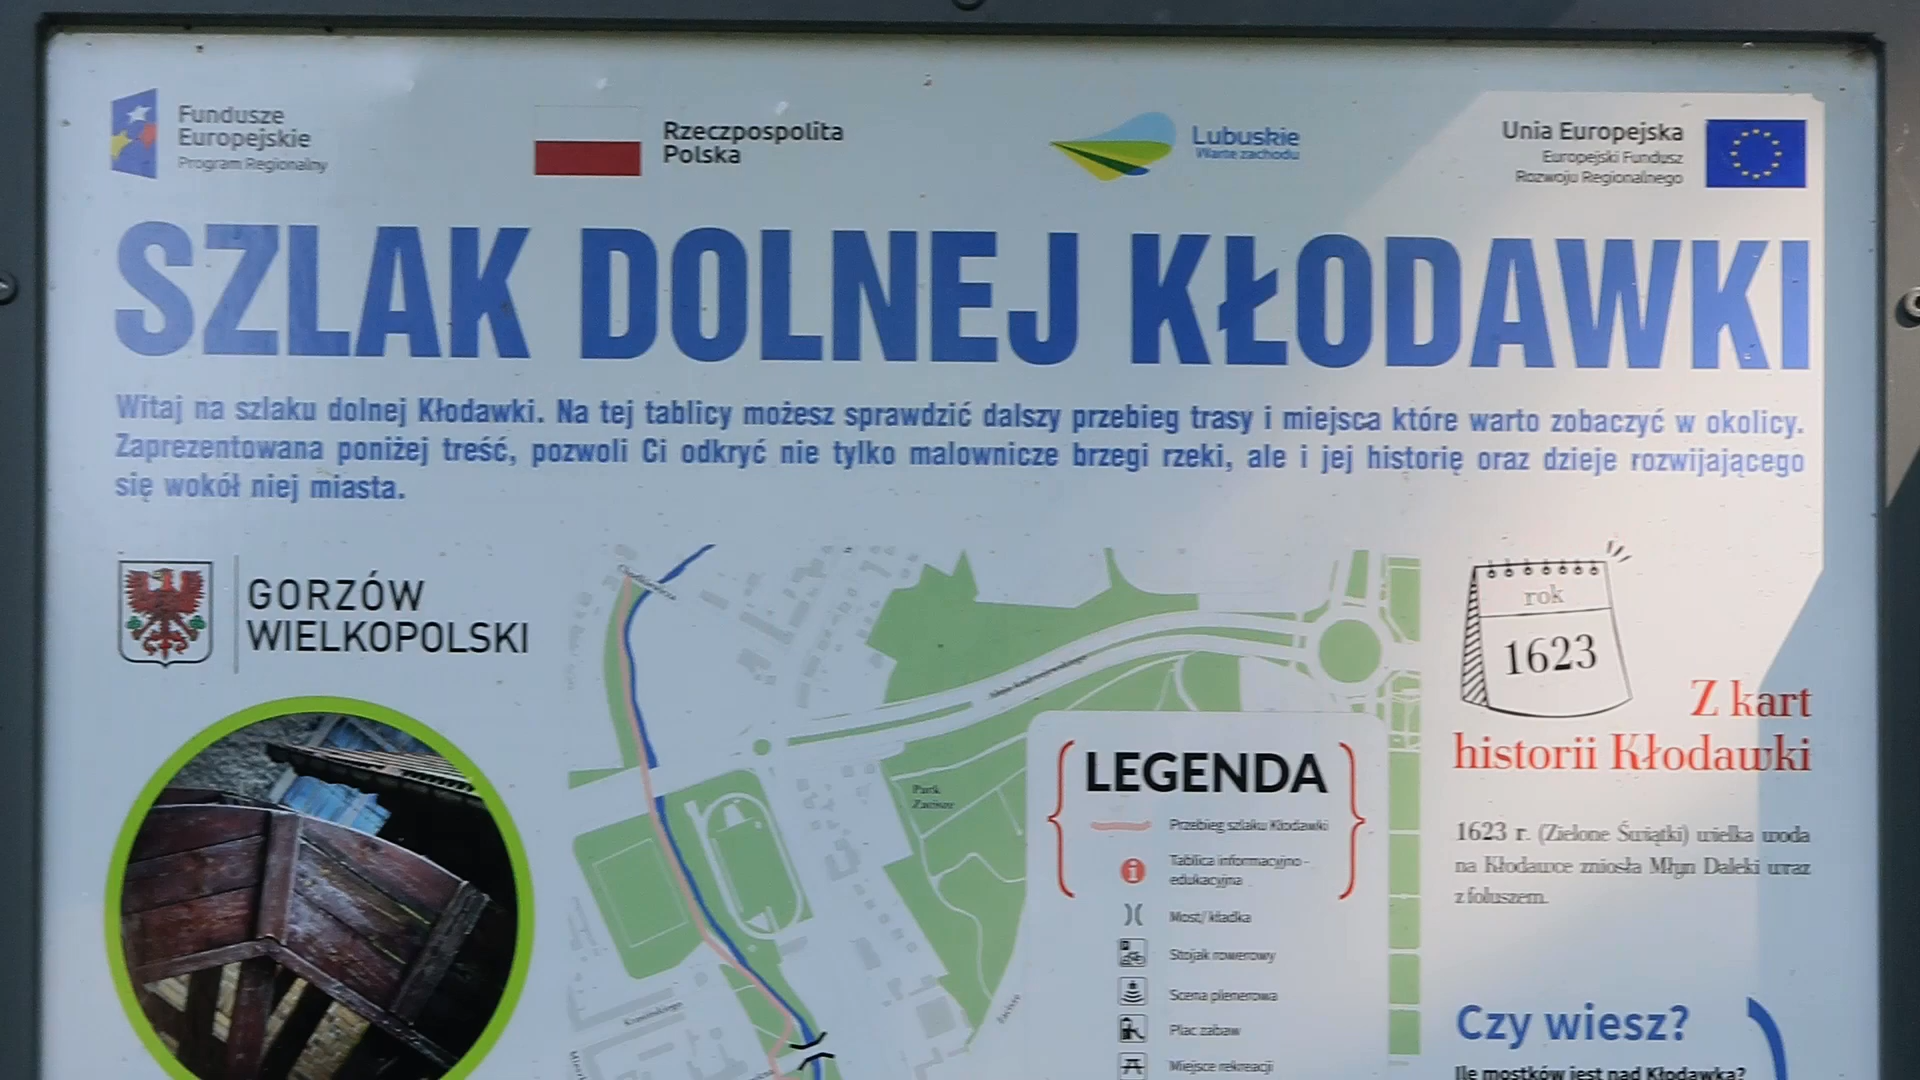 Fundusze
Europejskie
Program Regionalny
Rzeczpospolita
Polska
Lubuskie
Warte zachodu
Unia Europejska
Europejski Fundusz
Rozwoju Regionalnego
SZLAK DOLNEJ KŁODAWKI
Witaj na szlaku dolnej Kłodawki. Na tej tablicy możesz sprawdzić dalszy przebieg trasy i miejsca które warto zobaczyć w okolicy.
Zaprezentowana poniżej treść, pozwoli Ci odkryć nie tylko malownicze brzegi rzeki, ale i jej historię oraz dzieje rozwijającego
się wokół niej miasta.
GORZÓW
WIELKOPOLSKI
Park
Zacisze
Zacisze
LEGENDA
Przebieg szlaku Kłodawki
Tablica informacyjno -
edukacyjna
Most/ kładka
Stojak rowerowy
Scena plenerowa
Plac zabaw
Miejsce rekreacji
rok
1623
Z kart
historii Kłodawki
1623 r. (Zielone Świątki) wielka woda
na Kłodawce zniosła Młyn Daleki wraz
z foluszem.
Czy wiesz?
Ile mostków jest nad Kłodawką?